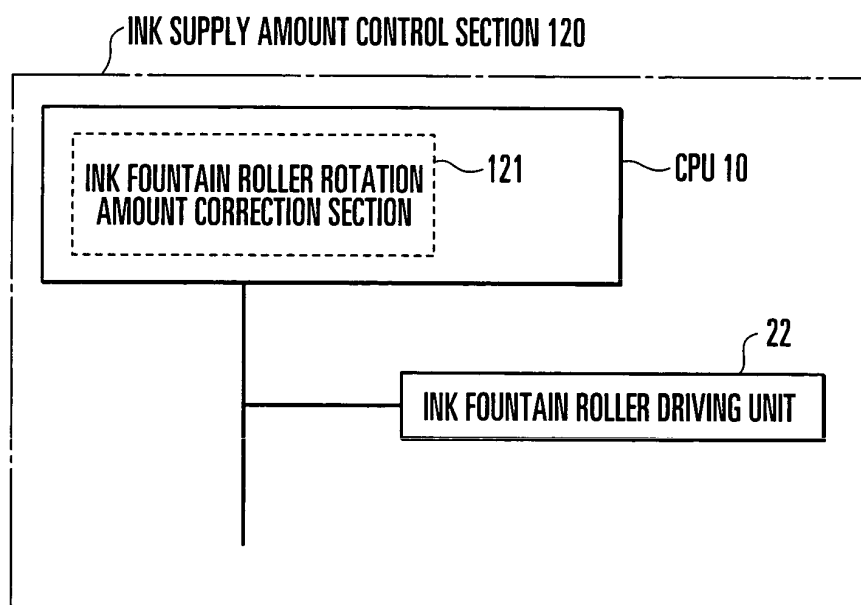 INK SUPPLY AMOUNT CONTROL SECTION 120
INK FOUNTAIN ROLLER ROTATION
AMOUNT CORRECTION SECTION
121
CPU 10
22
INK FOUNTAIN ROLLER DRIVING UNIT